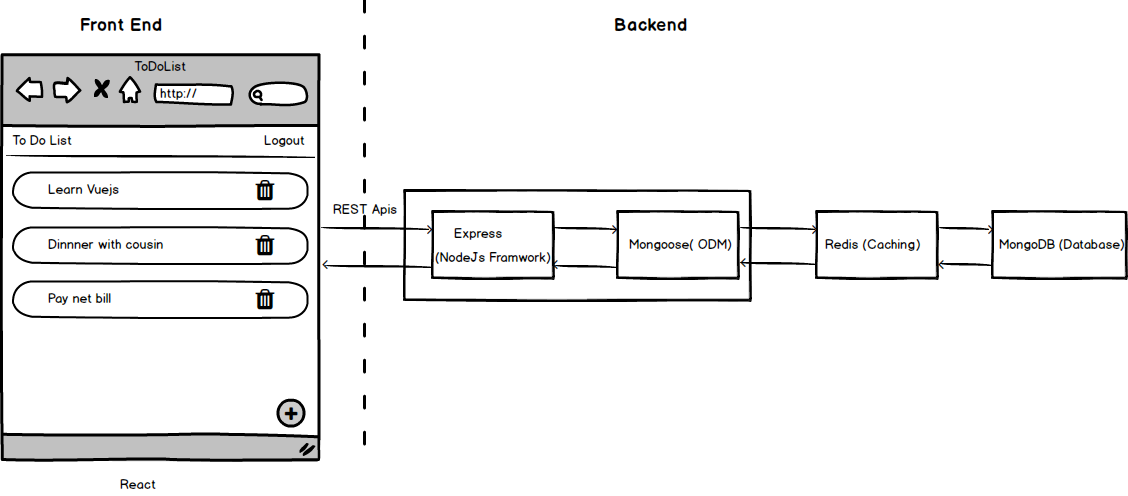 Front End
Backend
ToDoList
http://
To Do List
Logout
Learn Vuejs
Dinnner with cousin
Pay net bill
React
REST Apis
Express
(NodeJs Framwork)
Mongoose( ODM)
Redis (Caching)
MongoDB (Database)